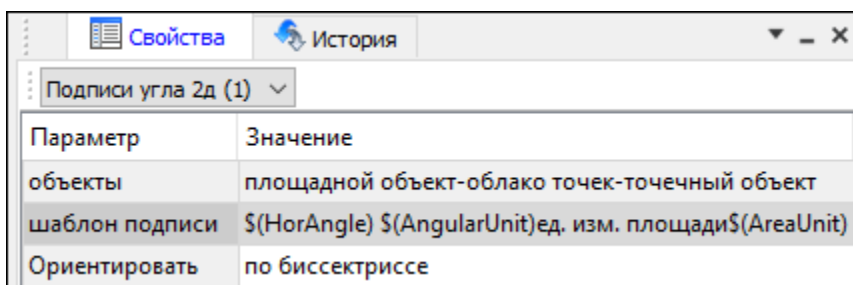 Свойства История
Подписи угла 2д (1)
Параметр Значение
объекты площадной объект-облако точек-точечный объект
шаблон подписи $(HorAngle) $(AngularUnit)ед. изм. площади$(AreaUnit)
Ориентировать по биссектриссе